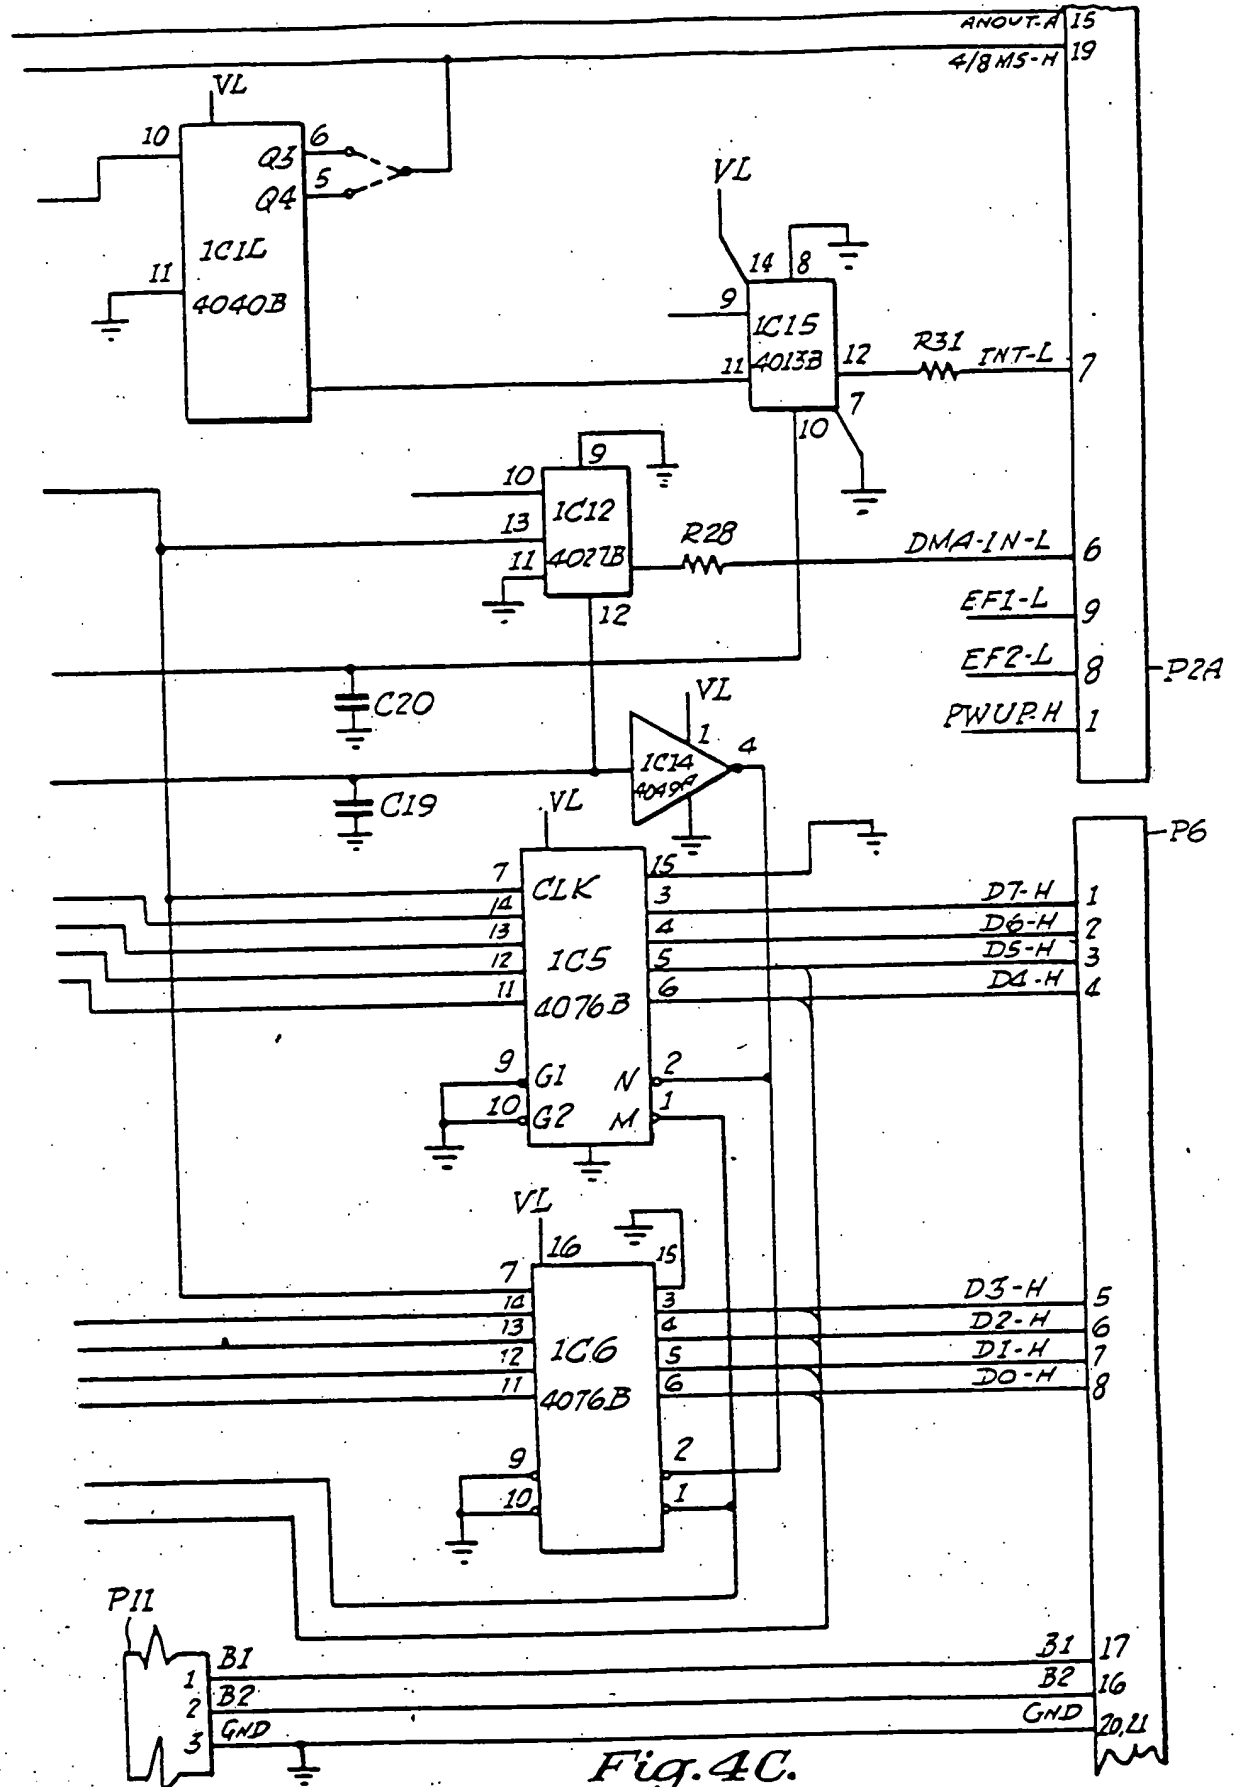 ANOUT-A 15
4/8MS-H 19
VL
10
Q3 6
Q4 5
IC1L
11
4040B
VL
14 8
9
IC15
4013B
11
12
R31
INT-L 7
7
10
9
10
IC12
13
4027B
11
12
R28
DMA-IN-L 6
EF1-L 9
EF2-L 8
P2A
PWUP-H 1
C20
VL
1
4
IC14
4049A
C19
VL
P6
7 CLK 15
14 3 D7-H 1
13 4 D6-H 2
12 IC5 5 D5-H 3
11 4076B 6 D4-H 4
9 G1 N 2
10 G2 M 1
VL
16 15
7
14 3 D3-H 5
13 4 D2-H 6
12 IC6 5 D1-H 7
11 4076B 6 D0-H 8
9 2
10 1
P11
1 B1 B1 17
2 B2 B2 16
3 GND GND 20,21
Fig. 4C.